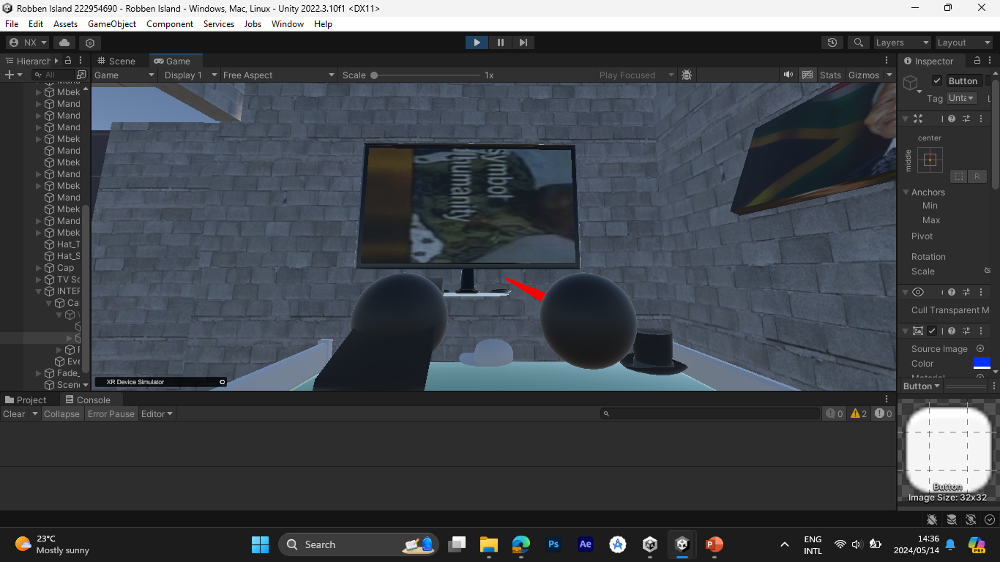 Robben Island 222954690 - Robben Island - Windows, Mac, Linux - Unity 2022.3.10f1 <DX11>
File Edit Assets GameObject Component Services Jobs Window Help
NX Layers Layout
Hierarch Scene Game Inspector
All Game Display 1 Free Aspect Scale 1x Play Focused Stats Gizmos Button
Mbek
Mand Tag Unta
Mand
Mand
Mbek center
Mand middle
Mbek
Mand R
Mbek Anchors
Mand Min
Mbek Max
Mand
Mbek Pivot
Hat_T
Hat_S Rotation
Cap Scale
TV Sc
INTER
Ca
Cull Transparent M
Source Image
Eve Color
Fade_
Scen
symbol
humanity
XR Device Simulator
Button
Project Console
Clear Collapse Error Pause Editor 0 2 0
Button
Image Size: 32x32
23°C
Mostly sunny
Search
Ps
Ae
P
ENG
INTL
14:36
2024/05/14
PRE